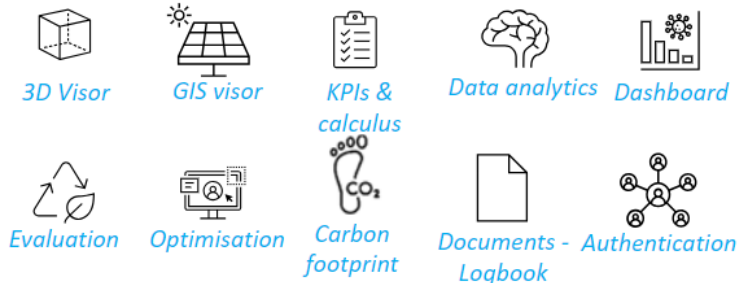 3D Visor
GIS visor
KPIs &
calculus
Data analytics
Dashboard
Evaluation
Optimisation
CO₂
Carbon
footprint
Documents -
Logbook
Authentication